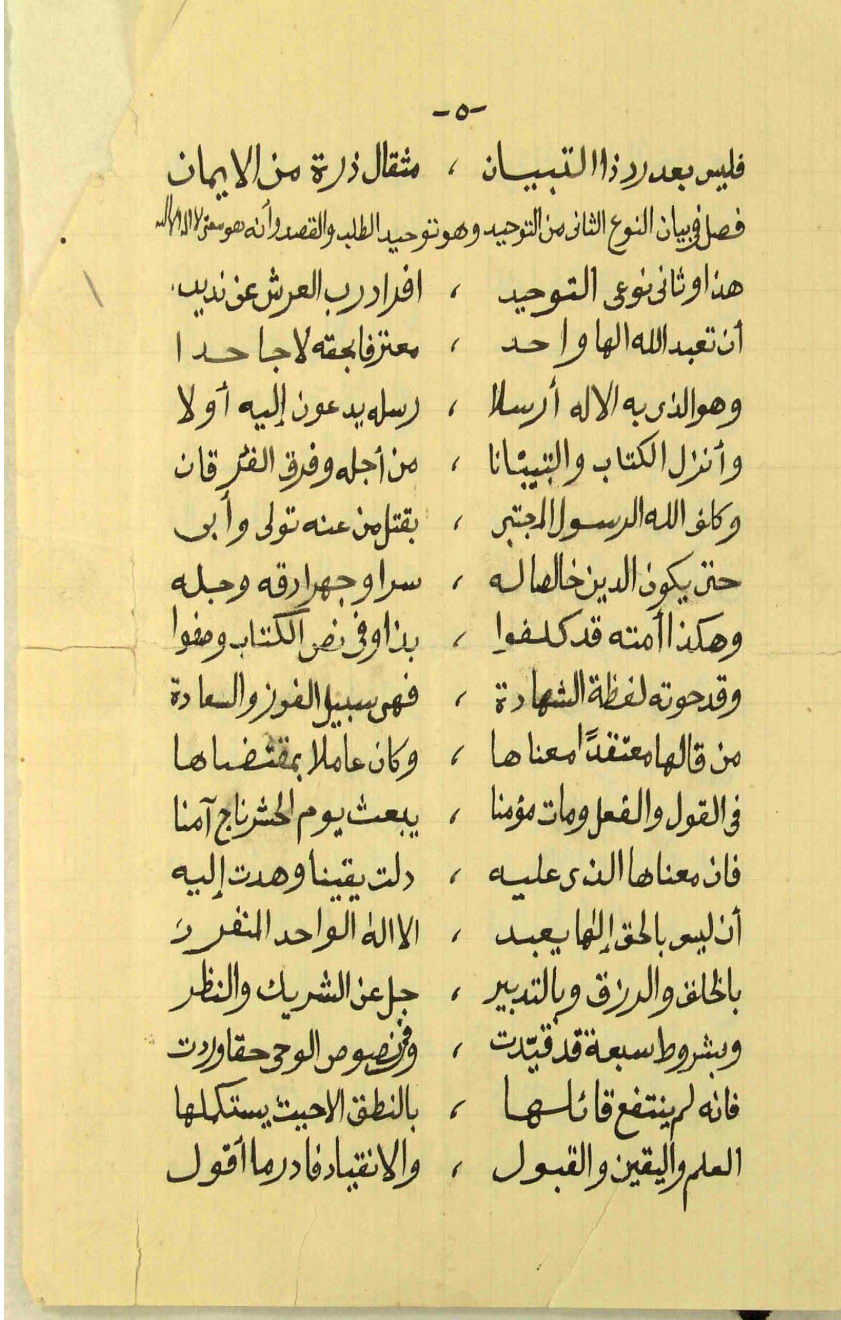 -٥-
فليس بعد رد ذا التبيان ، مثقال ذرة من الايمان
فصل في بيان النوع الثاني من التوحيد وهو توحيد الطلب والقصد وأنه هو معنى لا اله الا الله
هذا وثاني نوعي التوحيد ، افراد رب العرش عن نديد.
أن تعبد الله الها واحد ، معترفا بحقه لا جاحدا
وهو الذي به الاله أرسلا ، رسله يدعون إليه أولا
وأنزل الكتاب والتبيانا ، من أجله وفرق الفرقان
وكلف الله الرسول المجتبى ، بقتل من عنه تولى وأبى
حتى يكون الدين خالصا له ، سرا وجهرا دقه وجله
وهكذا أمته قد كلفوا ، بذا وفي نص الكتاب وصفوا
وقد حوته لفظة الشهادة ، فهي سبيل الفوز والسعادة
من قالها معتقدًا معناها ، وكان عاملا بمقتضاها
في القول والفعل ومات مؤمنا ، يبعث يوم الحشر ناج آمنا
فان معناها الذي عليه ، دلت يقينا وهدت إليه
أن ليس بالحق إلها يعبد ، الا اله الواحد المنفرد
بالخلق والرزق وبالتدبير ، جل عن الشريك والنظر
وبشروط سبعة قد قيّدت ، وفي نصوص الوحي حقا وردت
فانه لم ينتفع قائلها ، بالنطق الا حيث يستكملها
العلم واليقين والقبول ، والانقياد فادر ما أقول